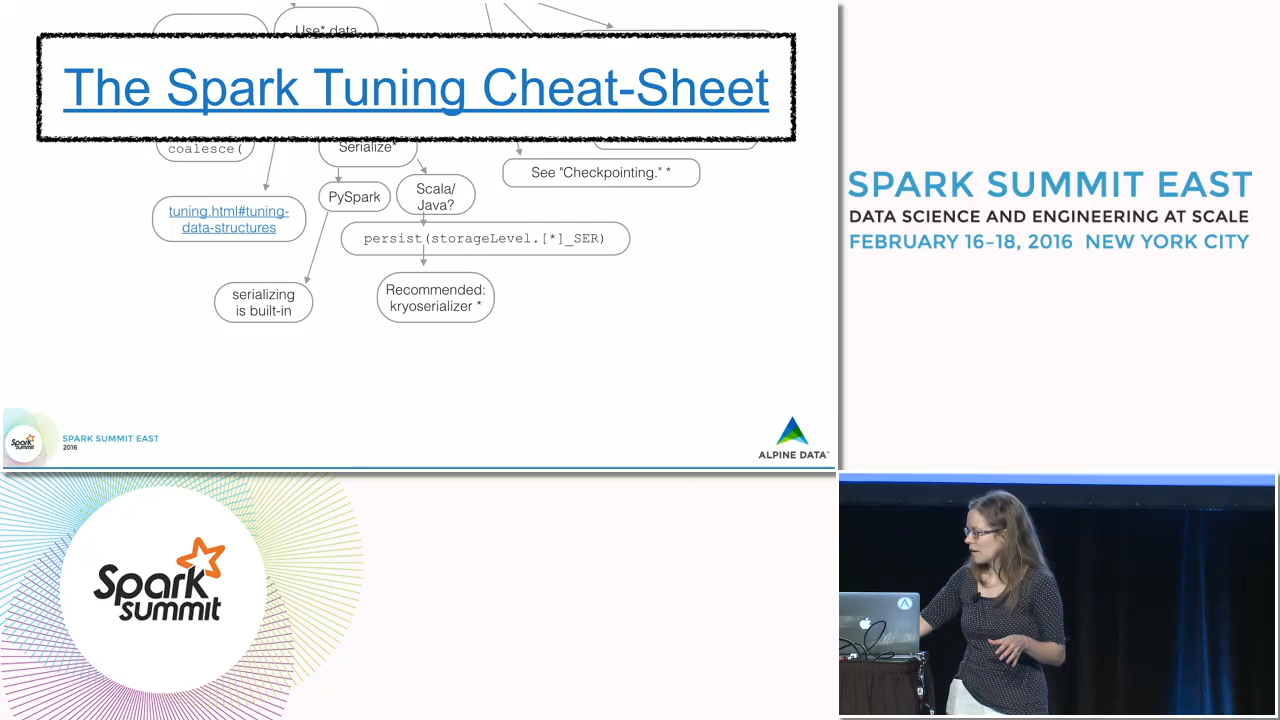 Use* data
The Spark Tuning Cheat-Sheet
coalesce(
Serialize*
See "Checkpointing." *
PySpark
Scala/
Java?
tuning.html#tuning-
data-structures
persist(storageLevel.[*]_SER)
serializing
is built-in
Recommended:
kryoserializer *
Spark
summit
SPARK SUMMIT EAST
2016
ALPINE DATA
SPARK SUMMIT EAST
DATA SCIENCE AND ENGINEERING AT SCALE
FEBRUARY 16–18, 2016 NEW YORK CITY
Spark
summit